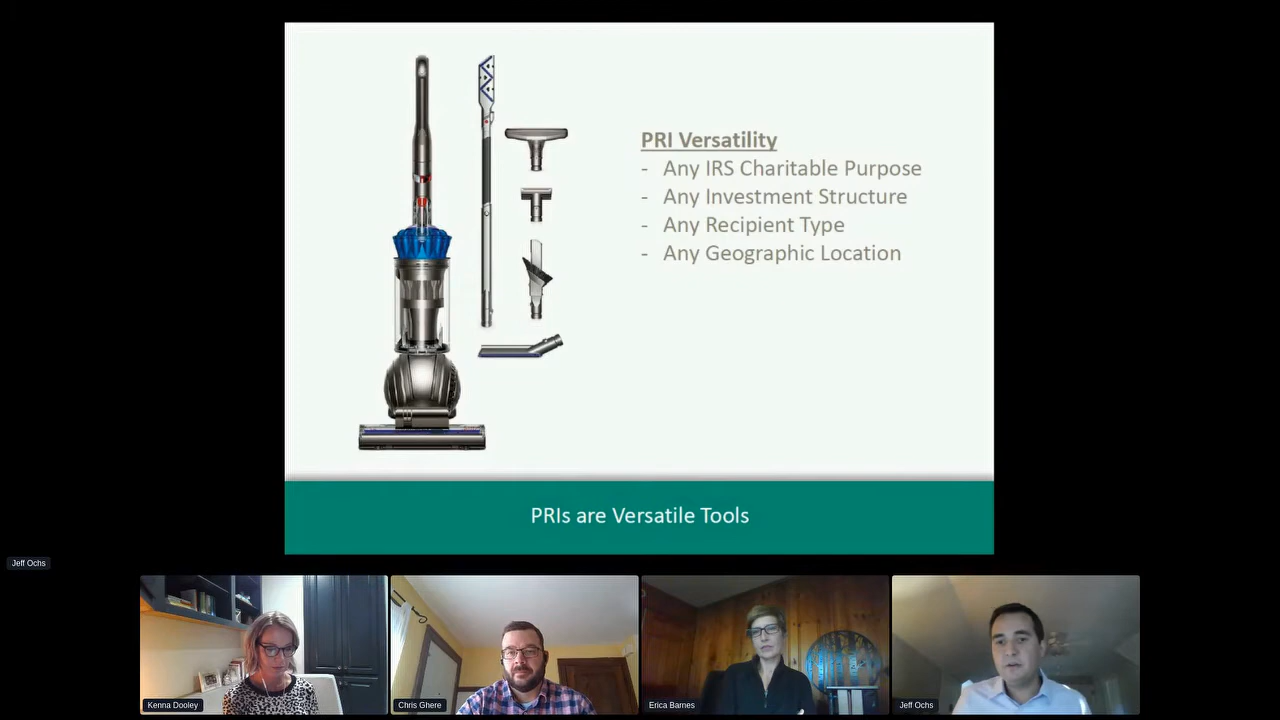 PRI Versatility
- Any IRS Charitable Purpose
- Any Investment Structure
- Any Recipient Type
- Any Geographic Location
PRIs are Versatile Tools
Jeff Ochs
Kenna Dooley
Chris Ghere
Erica Barnes
Jeff Ochs